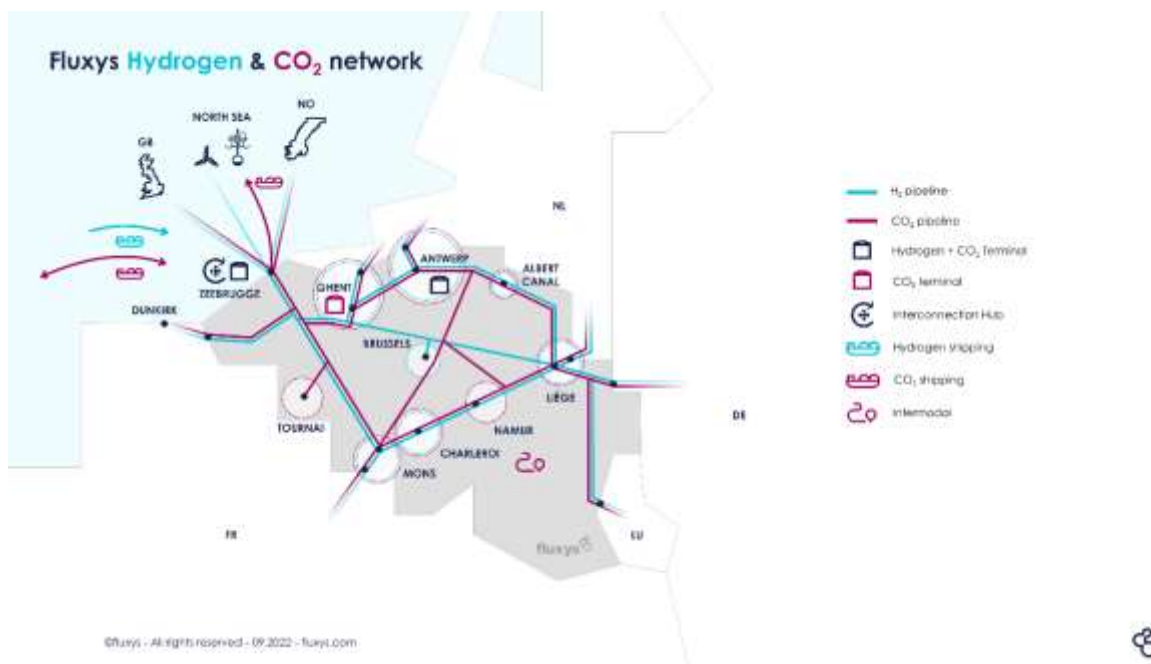 Fluxys Hydrogen & CO₂ network
NO
NORTH SEA
GB
NL
ANTWERP
ALBERT
CANAL
GHENT
ZEEBRUGGE
DUNKIRK
BRUSSELS
LIÈGE
TOURNAI
NAMUR
CHARLEROI
MONS
DE
FR
LU
fluxys
H₂ pipeline
CO₂ pipeline
Hydrogen + CO₂ Terminal
CO₂ terminal
Interconnection Hub
Hydrogen shipping
CO₂ shipping
Intermodal
©fluxys - All rights reserved - 09.2022 - fluxys.com